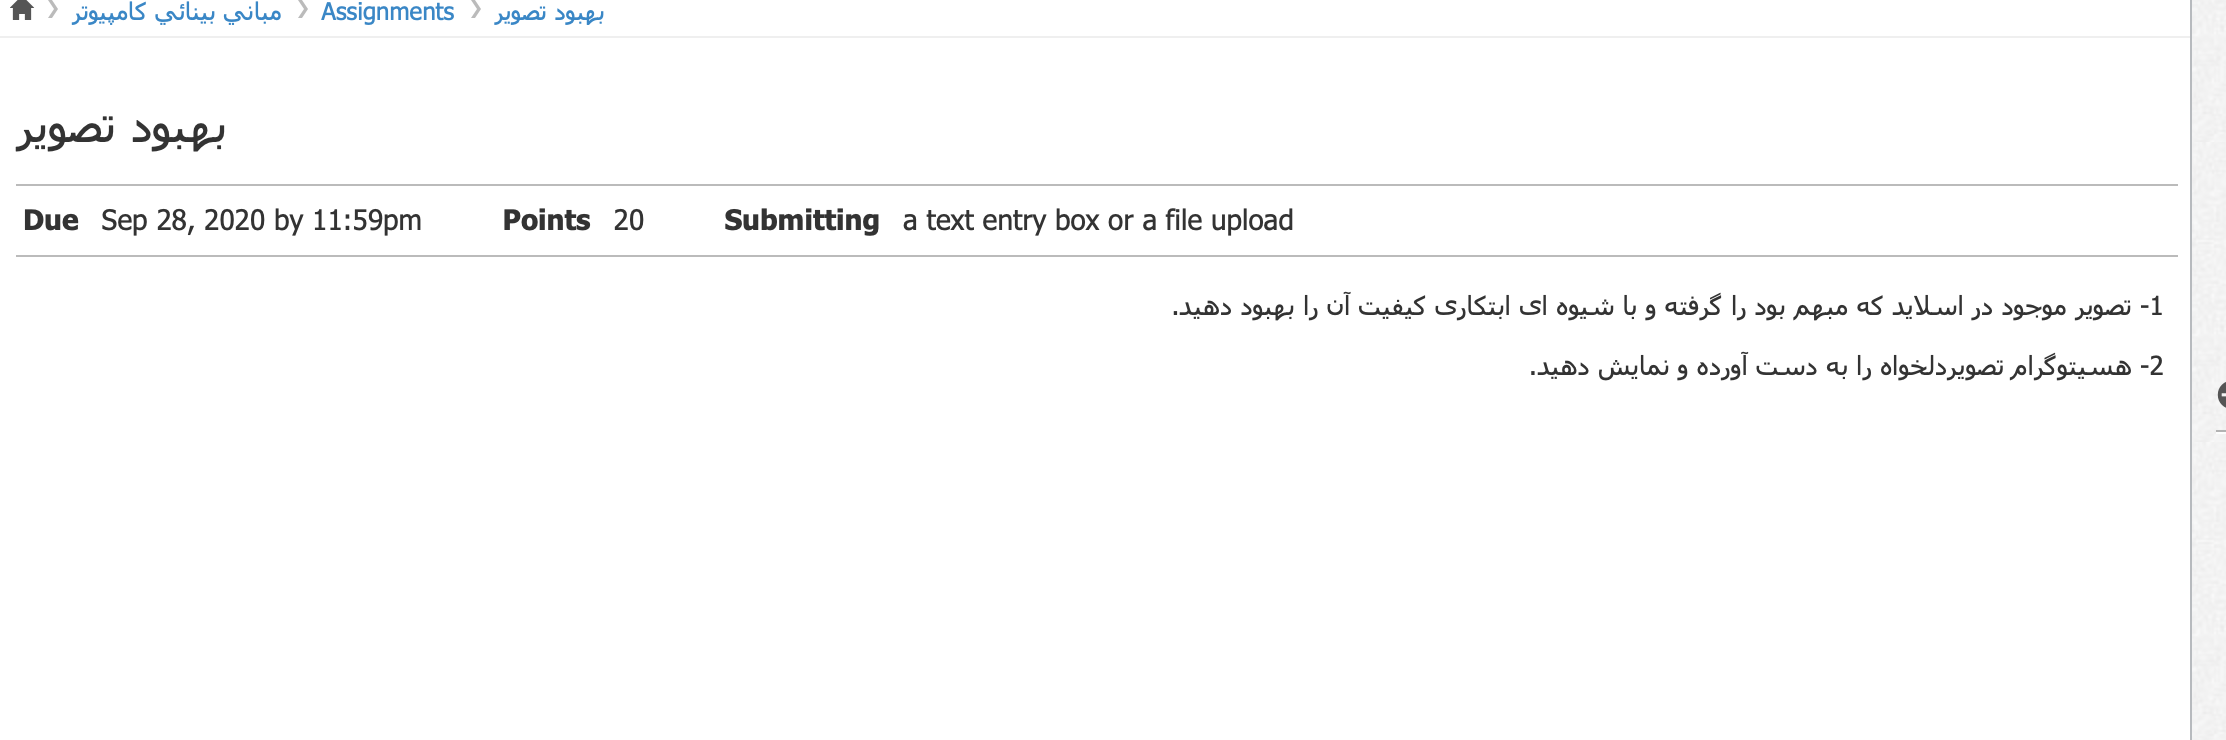 مباني بينائي كامپيوتر > Assignments > بهبود تصویر
بهبود تصویر
Due Sep 28, 2020 by 11:59pm Points 20 Submitting a text entry box or a file upload
1- تصویر موجود در اسلاید که مبهم بود را گرفته و با شیوه ای ابتکاری کیفیت آن را بهبود دهید.
2- هسیتوگرام تصویردلخواه را به دست آورده و نمایش دهید.